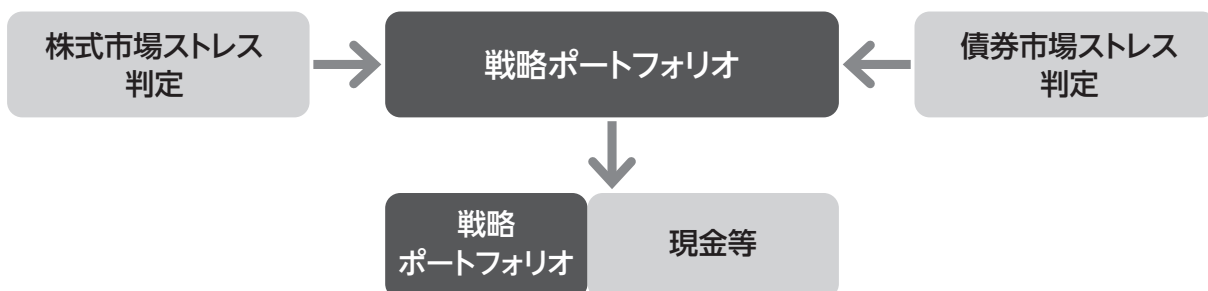 株式市場ストレス
判定
戦略ポートフォリオ
債券市場ストレス
判定
戦略
ポートフォリオ
現金等